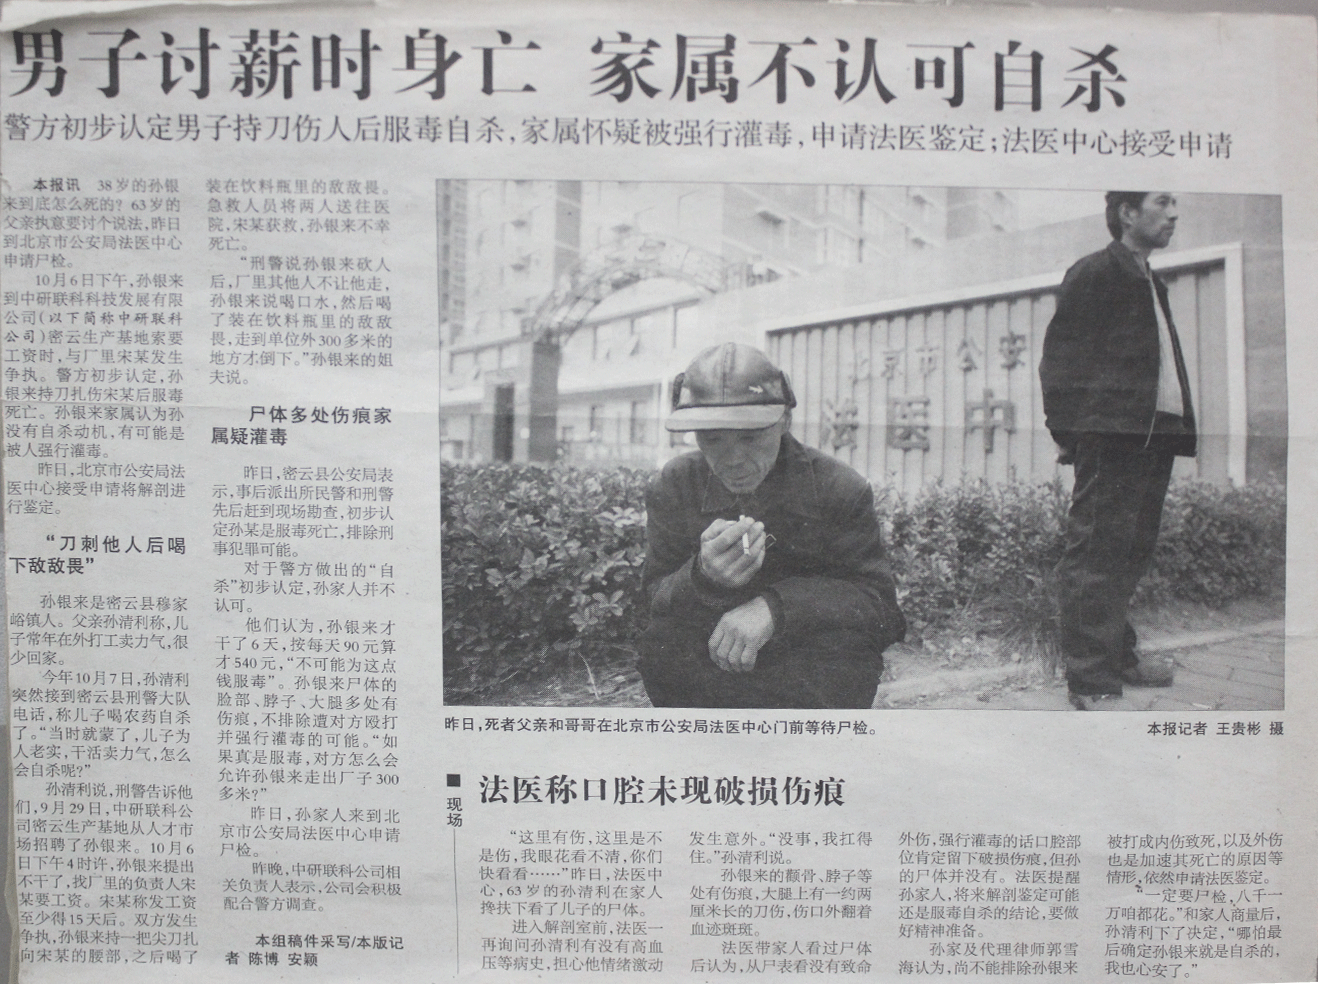 男子讨薪时身亡 家属不认可自杀
警方初步认定男子持刀伤人后服毒自杀,家属怀疑被强行灌毒,申请法医鉴定;法医中心接受申请
本报讯 38岁的孙银
来到底怎么死的?63岁的
父亲执意要讨个说法,昨日
到北京市公安局法医中心
申请尸检。
10月6日下午,孙银来
到中研联科科技发展有限
公司(以下简称中研联科
公司)密云生产基地索要
工资时,与厂里宋某发生
争执。警方初步认定,孙
银来持刀扎伤宋某后服毒
死亡。孙银来家属认为孙
没有自杀动机,有可能是
被人强行灌毒。
昨日,北京市公安局法
医中心接受申请将解剖进
行鉴定。
“刀刺他人后喝
下敌敌畏”
孙银来是密云县穆家
峪镇人。父亲孙清利称,儿
子常年在外打工卖力气,很
少回家。
今年10月7日,孙清利
突然接到密云县刑警大队
电话,称儿子喝农药自杀
了。“当时就蒙了,儿子为
人老实,干活卖力气,怎么
会自杀呢?”
孙清利说,刑警告诉他
们,9月29日,中研联科公
司密云生产基地从人才市
场招聘了孙银来。10月6
日下午4时许,孙银来提出
不干了,找厂里的负责人宋
某要工资。宋某称发工资
至少得15天后。双方发生
争执,孙银来持一把尖刀扎
向宋某的腰部,之后喝了
装在饮料瓶里的敌敌畏。
急救人员将两人送往医
院,宋某获救,孙银来不幸
死亡。
“刑警说孙银来砍人
后,厂里其他人不让他走,
孙银来说喝口水,然后喝
了装在饮料瓶里的敌敌
畏,走到单位外300多米的
地方才倒下。”孙银来的姐
夫说。
尸体多处伤痕家
属疑灌毒
昨日,密云县公安局表
示,事后派出所民警和刑警
先后赶到现场勘查,初步认
定孙某是服毒死亡,排除刑
事犯罪可能。
对于警方做出的“自
杀”初步认定,孙家人并不
认可。
他们认为,孙银来才
干了6天,按每天90元算
才540元,“不可能为这点
钱服毒”。孙银来尸体的
脸部、脖子、大腿多处有
伤痕,不排除遭对方殴打
并强行灌毒的可能。“如
果真是服毒,对方怎么会
允许孙银来走出厂子300
多米?”
昨日,孙家人来到北
京市公安局法医中心申请
尸检。
昨晚,中研联科公司相
关负责人表示,公司会积极
配合警方调查。
本组稿件采写/本版记
者 陈博 安颖
北京市公安
法医中
昨日,死者父亲和哥哥在北京市公安局法医中心门前等待尸检。
本报记者 王贵彬 摄
■现场
法医称口腔未现破损伤痕
“这里有伤,这里是不
是伤,我眼花看不清,你们
快看看……”昨日,法医中
心,63岁的孙清利在家人
搀扶下看了儿子的尸体。
进入解剖室前,法医一
再询问孙清利有没有高血
压等病史,担心他情绪激动
发生意外。“没事,我扛得
住。”孙清利说。
孙银来的颧骨、脖子等
处有伤痕,大腿上有一约两
厘米长的刀伤,伤口外翻着
血迹斑斑。
法医带家人看过尸体
后认为,从尸表看没有致命
外伤,强行灌毒的话口腔部
位肯定留下破损伤痕,但孙
的尸体并没有。法医提醒
孙家人,将来解剖鉴定可能
还是服毒自杀的结论,要做
好精神准备。
孙家及代理律师郭雪
海认为,尚不能排除孙银来
被打成内伤致死,以及外伤
也是加速其死亡的原因等
情形,依然申请法医鉴定。
“一定要尸检,八千一
万咱都花。”和家人商量后,
孙清利下了决定,“哪怕最
后确定孙银来就是自杀的,
我也心安了。”